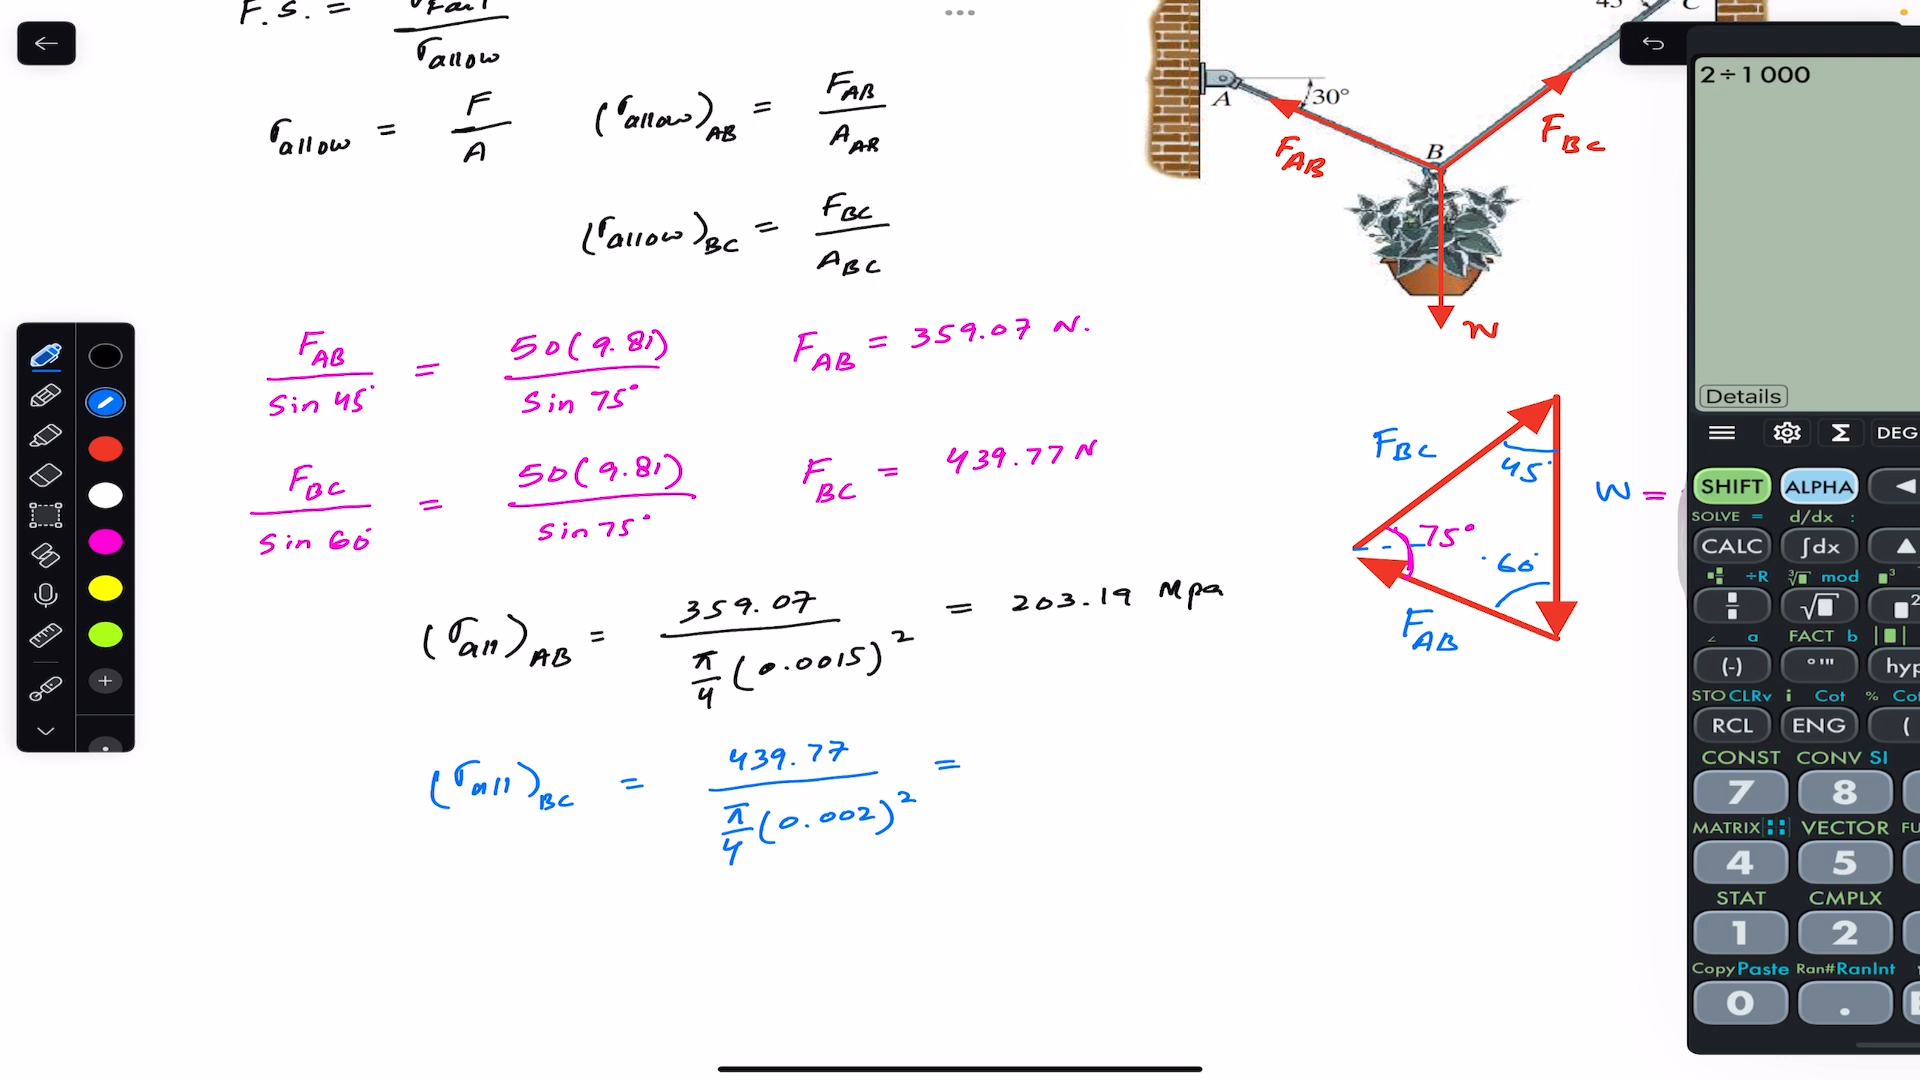 F.S. = σfail / σallow
σallow = F / A
(σallow)AB = FAB / AAB
(σallow)BC = FBC / ABC
FAB / sin 45° = 50(9.81) / sin 75°
FAB = 359.07 N.
FBC / sin 60° = 50(9.81) / sin 75°
FBC = 439.77 N
(σall)AB = 359.07 / π/4 (0.0015)² = 203.19 Mpa
(σall)BC = 439.77 / π/4 (0.002)² =
45°
C
A
30°
B
FAB
FBC
W
FBC
45°
W =
75°
60°
FAB
2÷1 000
Details
DEG
SHIFT ALPHA
SOLVE = d/dx :
CALC ∫dx
÷R mod
∠ a FACT b
(-) ° ' " hyp
STO CLRv i Cot %
RCL ENG (
CONST CONV SI
7 8
MATRIX VECTOR
4 5
STAT CMPLX
1 2
Copy Paste Ran# RanInt
0 .